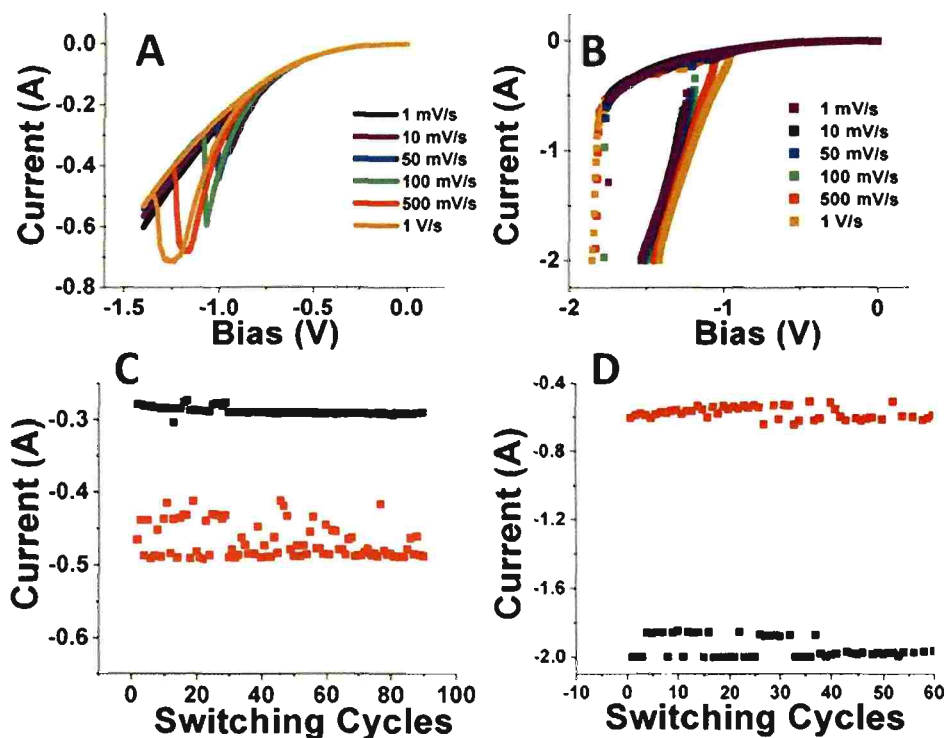 A
Current (A)
0.0
-0.2
-0.4
-0.6
-0.8
-1.5
-1.0
-0.5
0.0
Bias (V)
1 mV/s
10 mV/s
50 mV/s
100 mV/s
500 mV/s
1 V/s
B
Current (A)
0
-1
-2
-2
-1
0
Bias (V)
1 mV/s
10 mV/s
50 mV/s
100 mV/s
500 mV/s
1 V/s
C
Current (A)
-0.3
-0.4
-0.5
-0.6
0
20
40
60
80
100
Switching Cycles
D
Current (A)
-0.4
-0.8
-1.2
-1.6
-2.0
-10
0
10
20
30
40
50
60
Switching Cycles